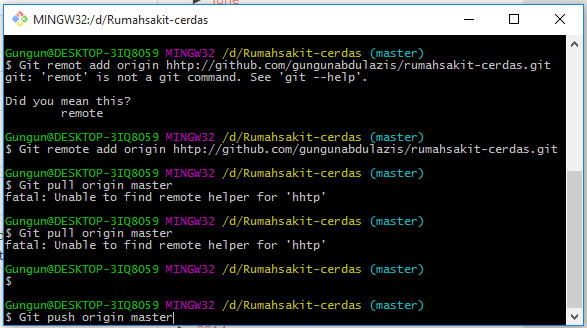 June
MINGW32:/d/Rumahsakit-cerdas
Gungun@DESKTOP-3IQ8059 MINGW32 /d/Rumahsakit-cerdas (master)
$ Git remot add origin hhttp://github.com/gungunabdulazis/rumahsakit-cerdas.git
git: 'remot' is not a git command. See 'git --help'.
Did you mean this?
remote
Gungun@DESKTOP-3IQ8059 MINGW32 /d/Rumahsakit-cerdas (master)
$ Git remote add origin hhttp://github.com/gungunabdulazis/rumahsakit-cerdas.git
Gungun@DESKTOP-3IQ8059 MINGW32 /d/Rumahsakit-cerdas (master)
$ Git pull origin master
fatal: Unable to find remote helper for 'hhtp'
Gungun@DESKTOP-3IQ8059 MINGW32 /d/Rumahsakit-cerdas (master)
$ Git pull origin master
fatal: Unable to find remote helper for 'hhtp'
Gungun@DESKTOP-3IQ8059 MINGW32 /d/Rumahsakit-cerdas (master)
$
Gungun@DESKTOP-3IQ8059 MINGW32 /d/Rumahsakit-cerdas (master)
$ Git push origin master